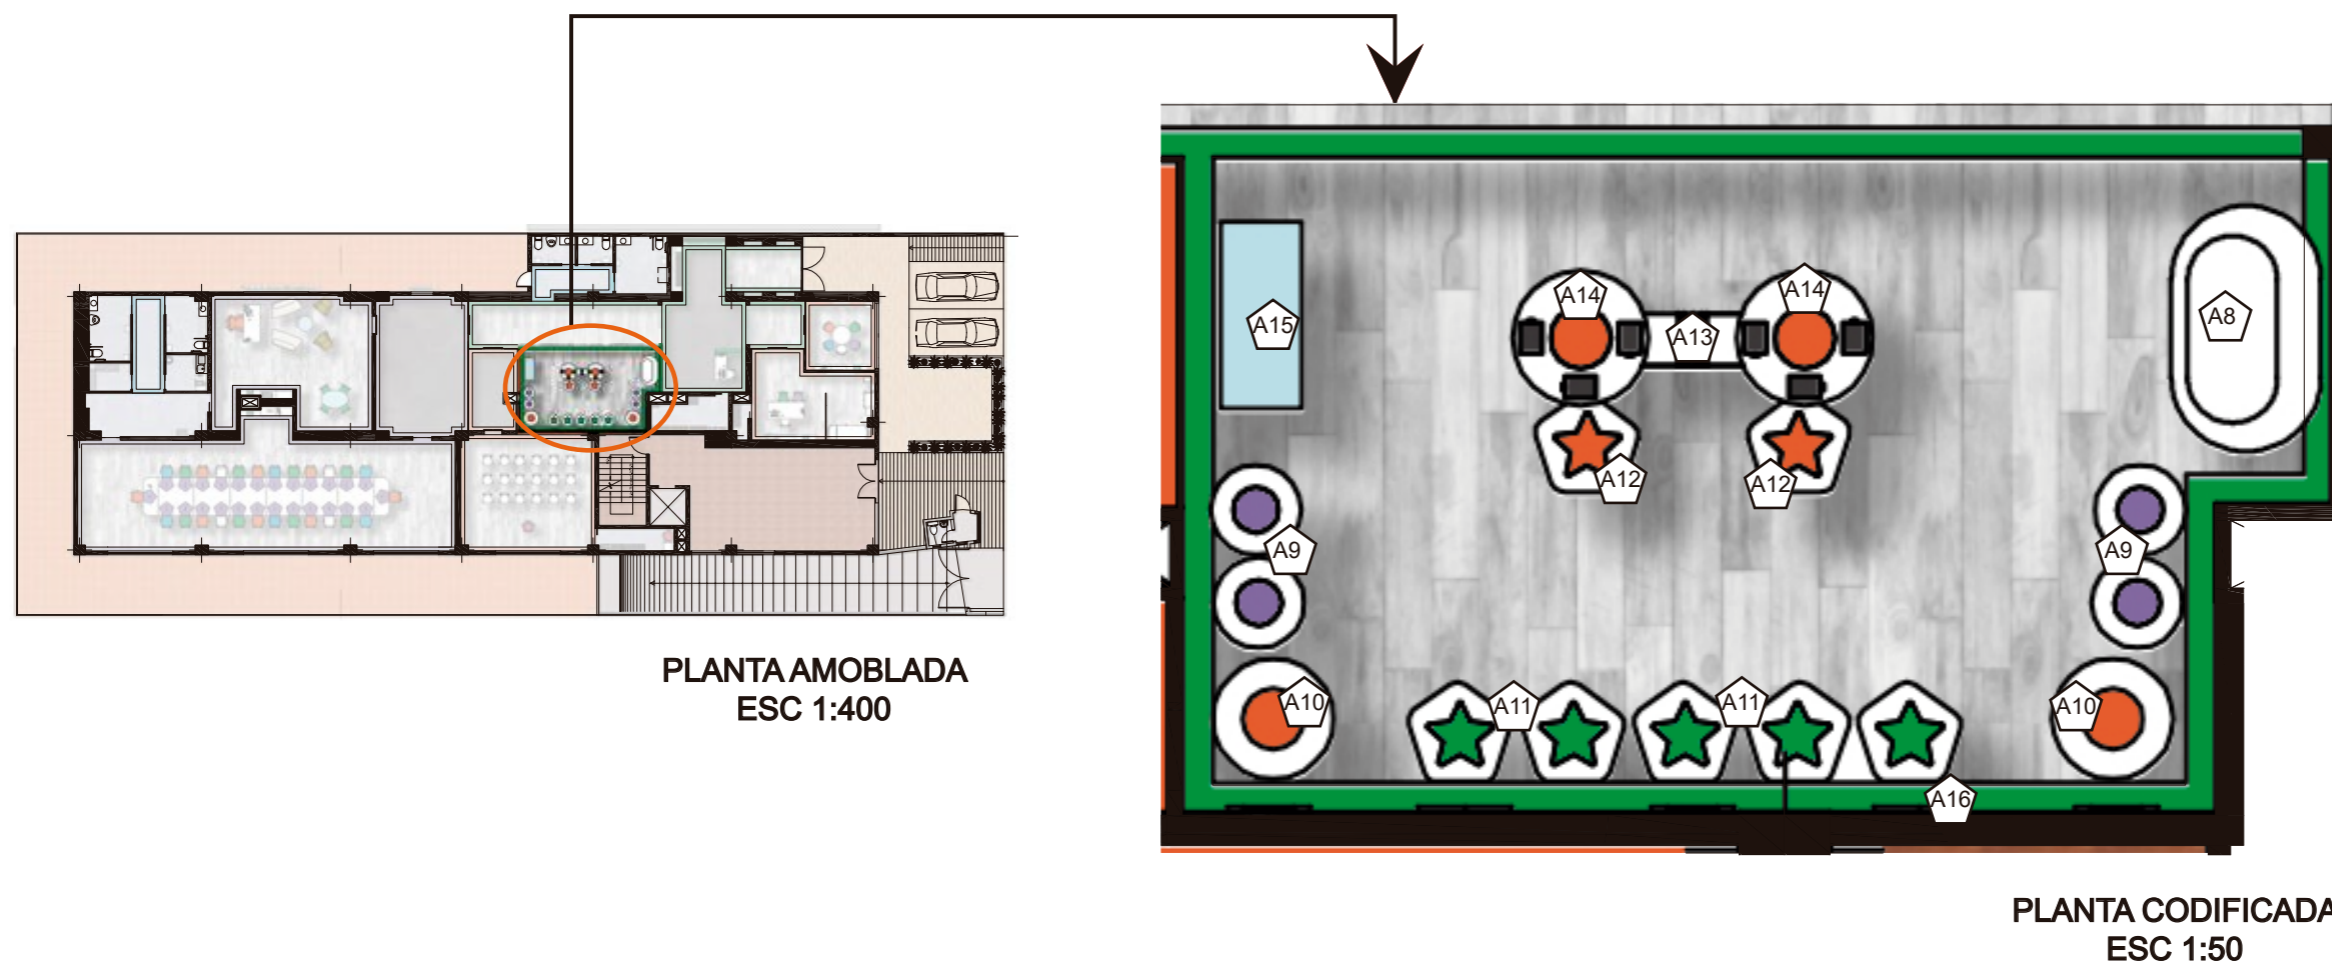 A14
A14
A8
A15
A13
A12
A12
A9
A9
A10
A11
A11
A10
A16
PLANTA AMOBLADA
ESC 1:400
PLANTA CODIFICADA
ESC 1:50